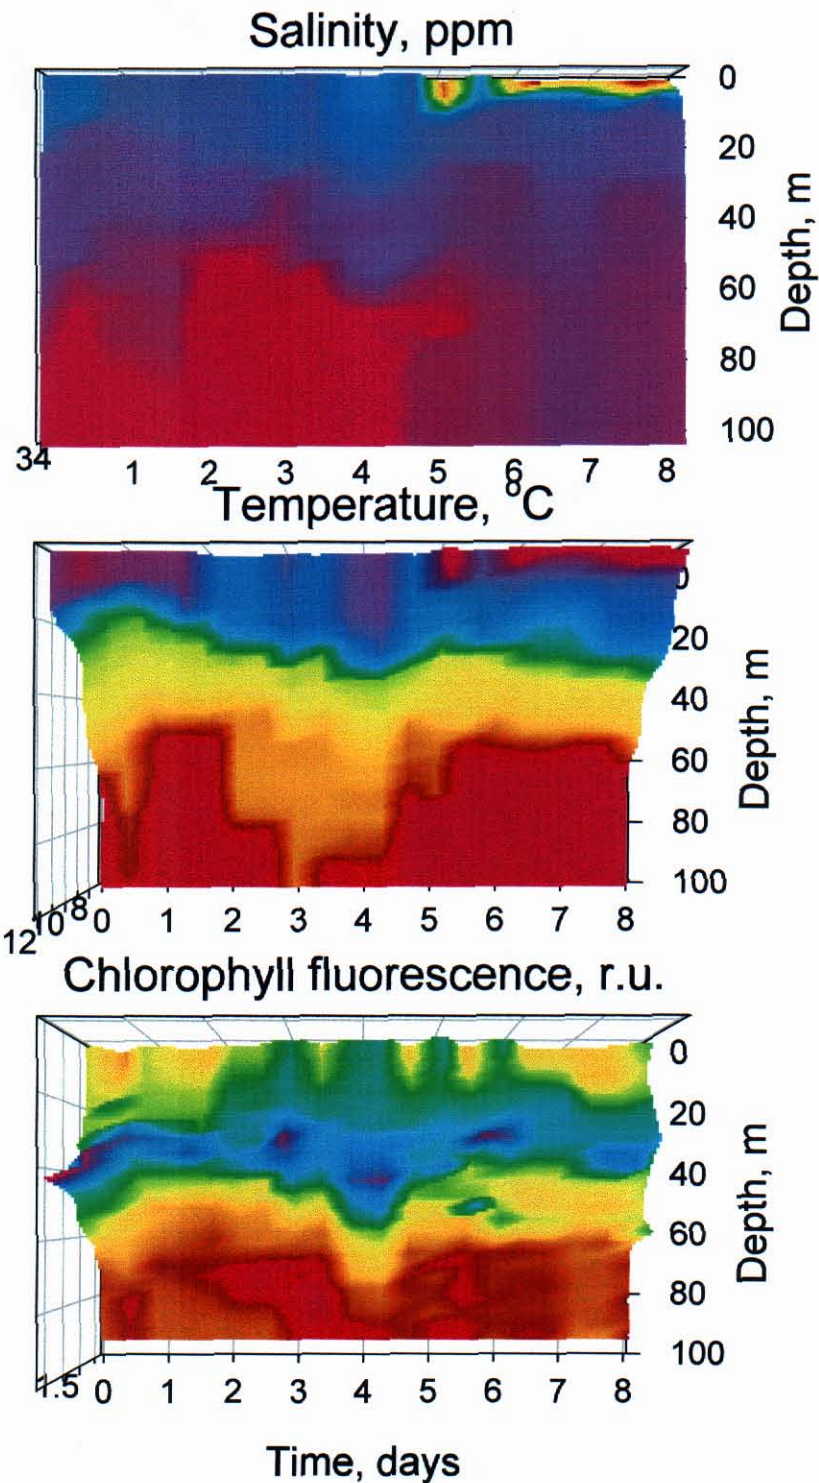 Salinity, ppm
0
20
40
60
80
100
Depth, m
34
1 2 3 4 5 6 7 8
Temperature, °C
0
20
40
60
80
100
Depth, m
12 10 8 0 1 2 3 4 5 6 7 8
Chlorophyll fluorescence, r.u.
0
20
40
60
80
100
Depth, m
1.5 0 1 2 3 4 5 6 7 8
Time, days